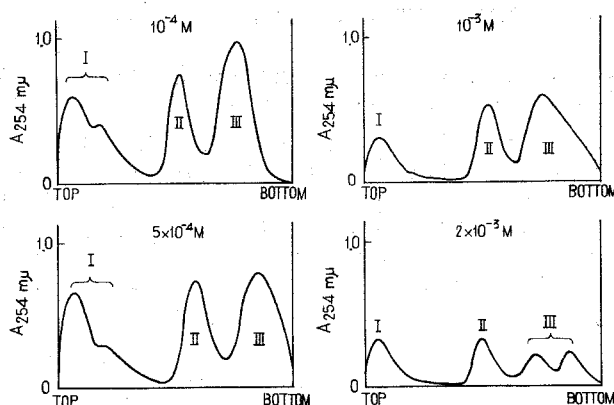 10⁻⁴ M
A254 mμ
1,0
0
I
II
III
TOP
BOTTOM
10⁻³ M
A254 mμ
1,0
0
I
II
III
TOP
BOTTOM
5×10⁻⁴ M
A254 mμ
1,0
0
I
II
III
TOP
BOTTOM
2×10⁻³ M
A254 mμ
1,0
0
I
II
III
TOP
BOTTOM